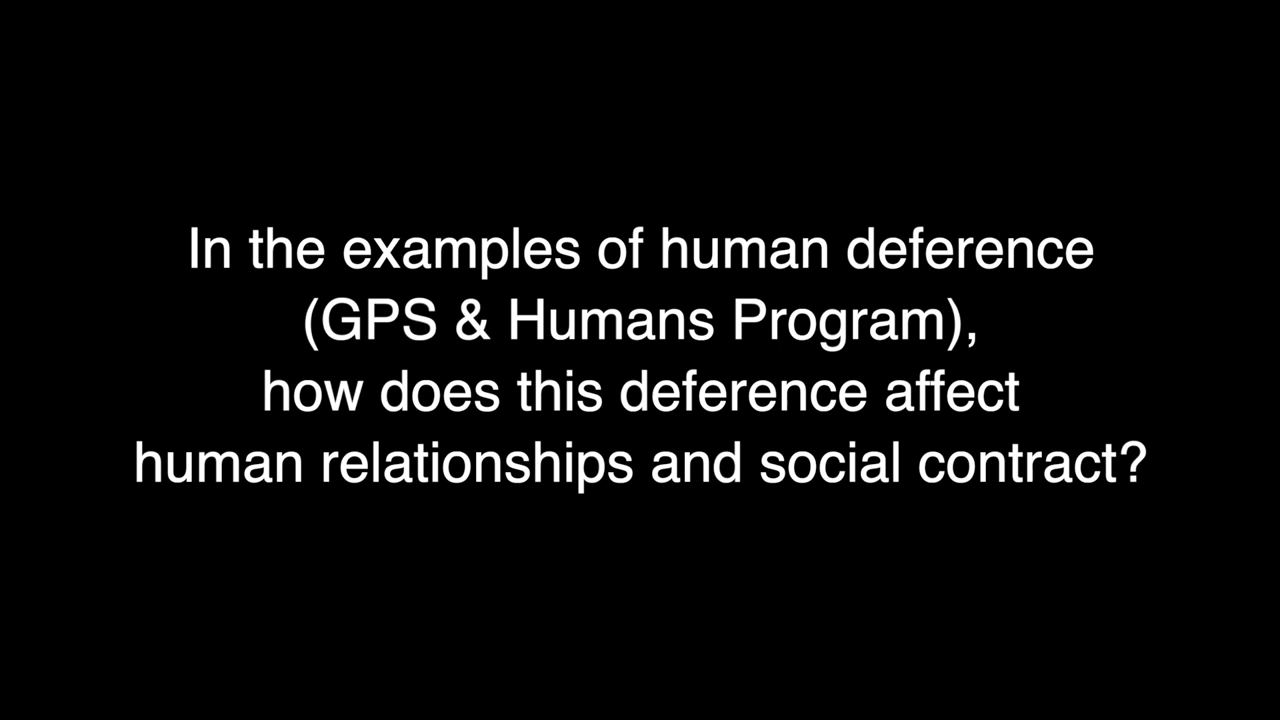 In the examples of human deference
(GPS & Humans Program),
how does this deference affect
human relationships and social contract?